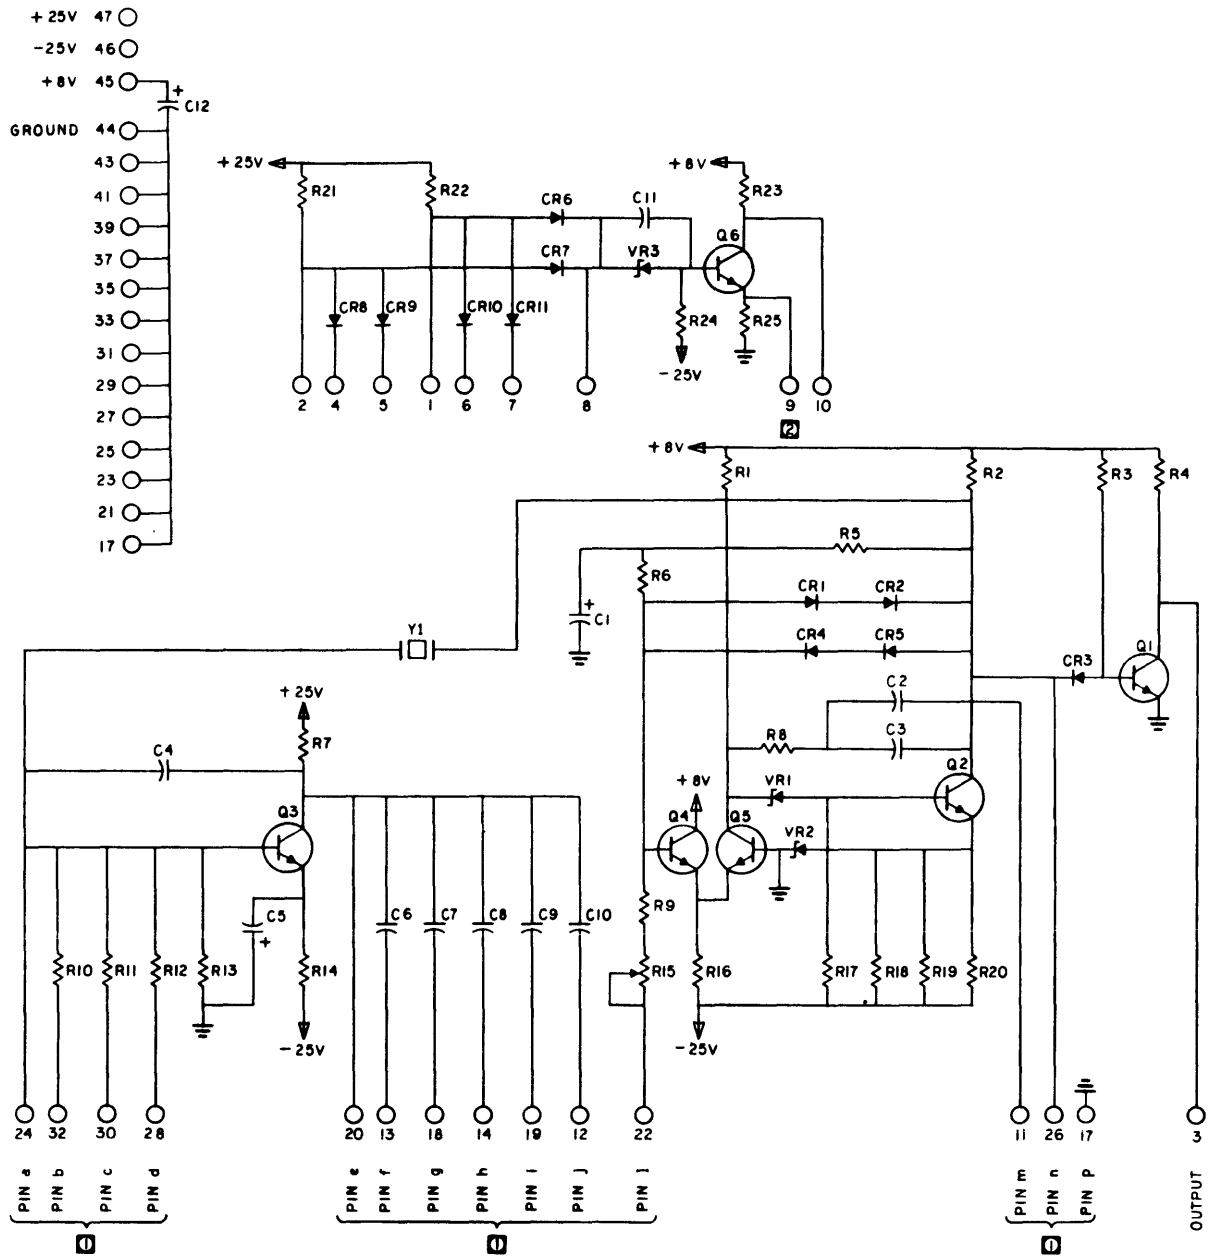 +25V 47
-25V 46
+8V 45
C12
+
GROUND 44
43
41
39
37
35
33
31
29
27
25
23
21
17
+25V
+8V
R21
R22
R23
CR6
C11
CR7
VR3
Q6
CR8
CR9
CR10
CR11
R24
R25
-25V
2
4
5
1
6
7
8
9
10
2
+8V
R1
R2
R3
R4
R5
R6
CR1
CR2
+
C1
Y1
CR4
CR5
CR3
Q1
+25V
C2
R7
R8
C3
C4
+8V
VR1
Q2
Q3
Q4
Q5
VR2
C5
+
C6
C7
C8
C9
C10
R9
R10
R11
R12
R13
R14
R15
R16
R17
R18
R19
R20
-25V
-25V
24
32
30
28
20
13
18
14
19
12
22
11
26
17
3
PIN a
PIN b
PIN c
PIN d
PIN e
PIN f
PIN g
PIN h
PIN i
PIN j
PIN l
PIN m
PIN n
PIN p
OUTPUT
1
1
1